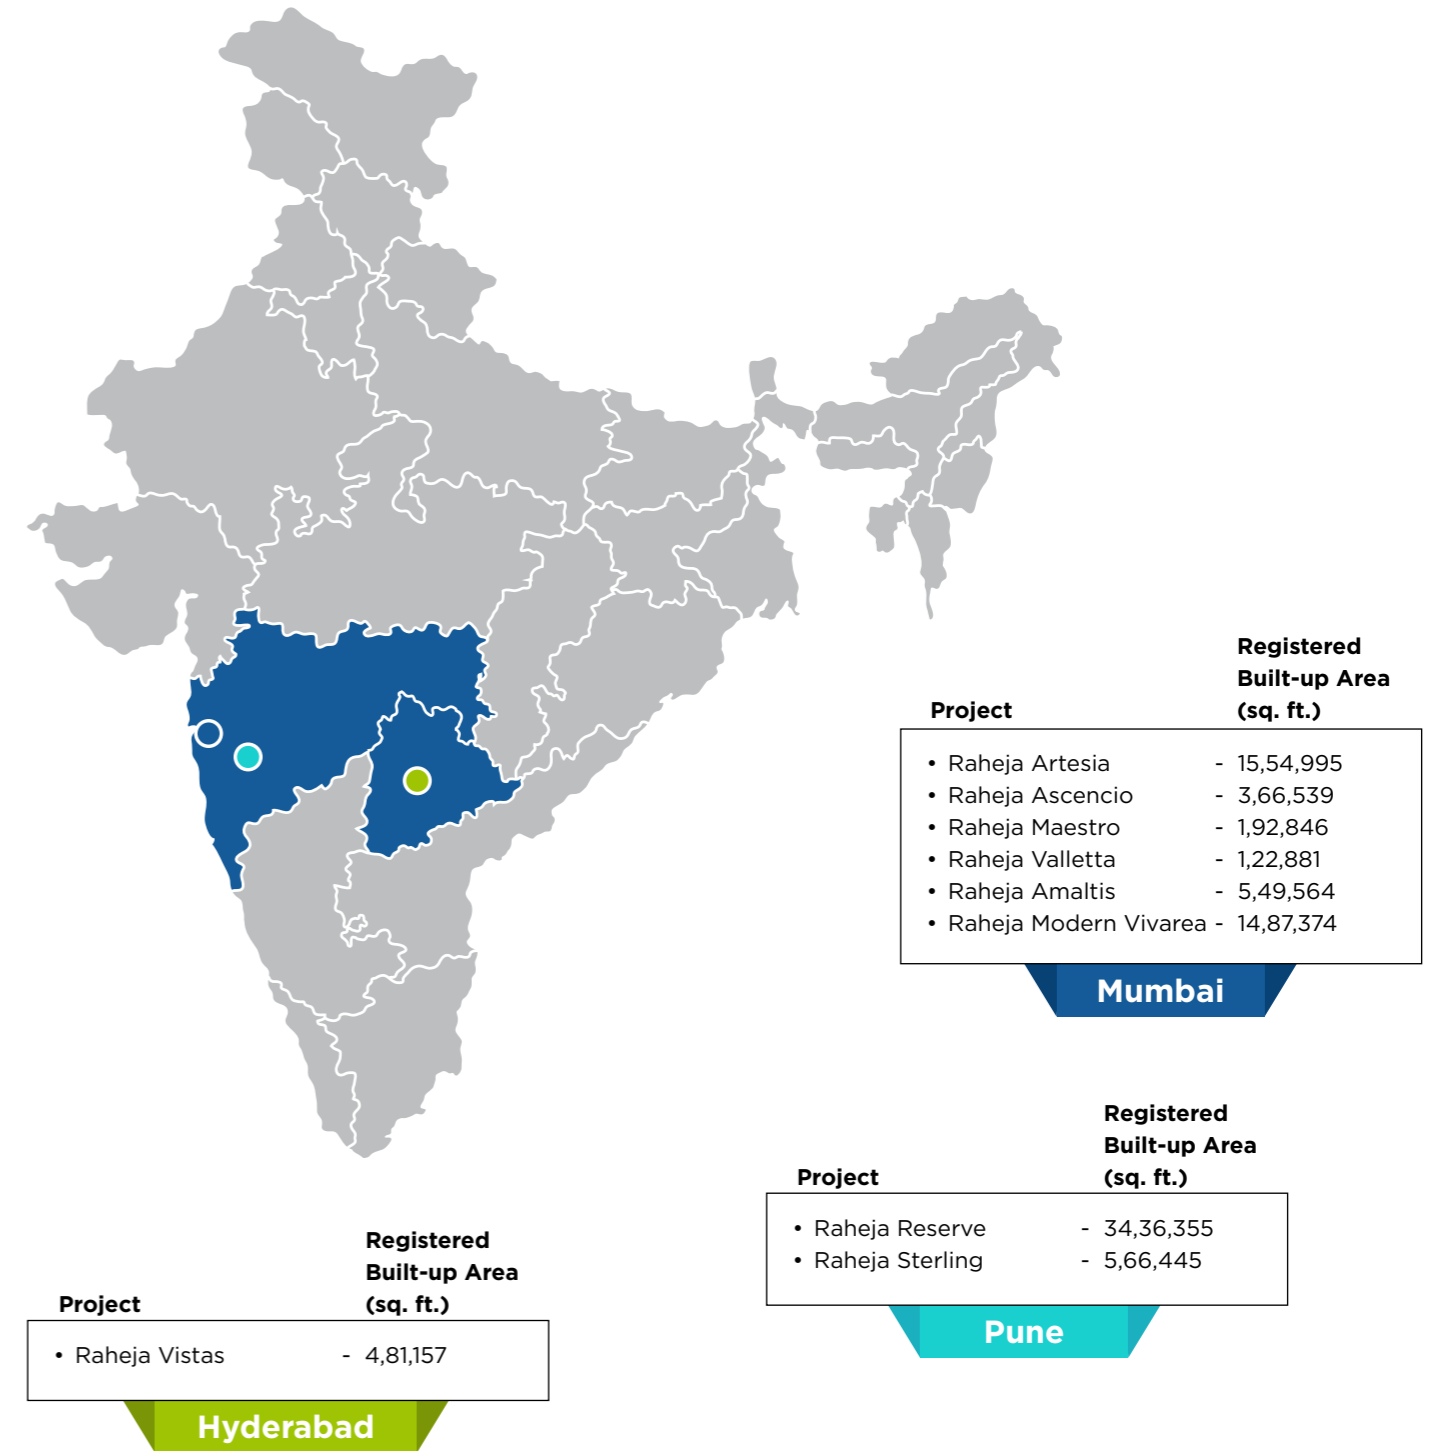 Registered
Built-up Area
Project (sq. ft.)
• Raheja Artesia - 15,54,995
• Raheja Ascencio - 3,66,539
• Raheja Maestro - 1,92,846
• Raheja Valletta - 1,22,881
• Raheja Amaltis - 5,49,564
• Raheja Modern Vivarea - 14,87,374
Mumbai
Registered
Built-up Area
Project (sq. ft.)
• Raheja Reserve - 34,36,355
• Raheja Sterling - 5,66,445
Pune
Registered
Built-up Area
Project (sq. ft.)
• Raheja Vistas - 4,81,157
Hyderabad